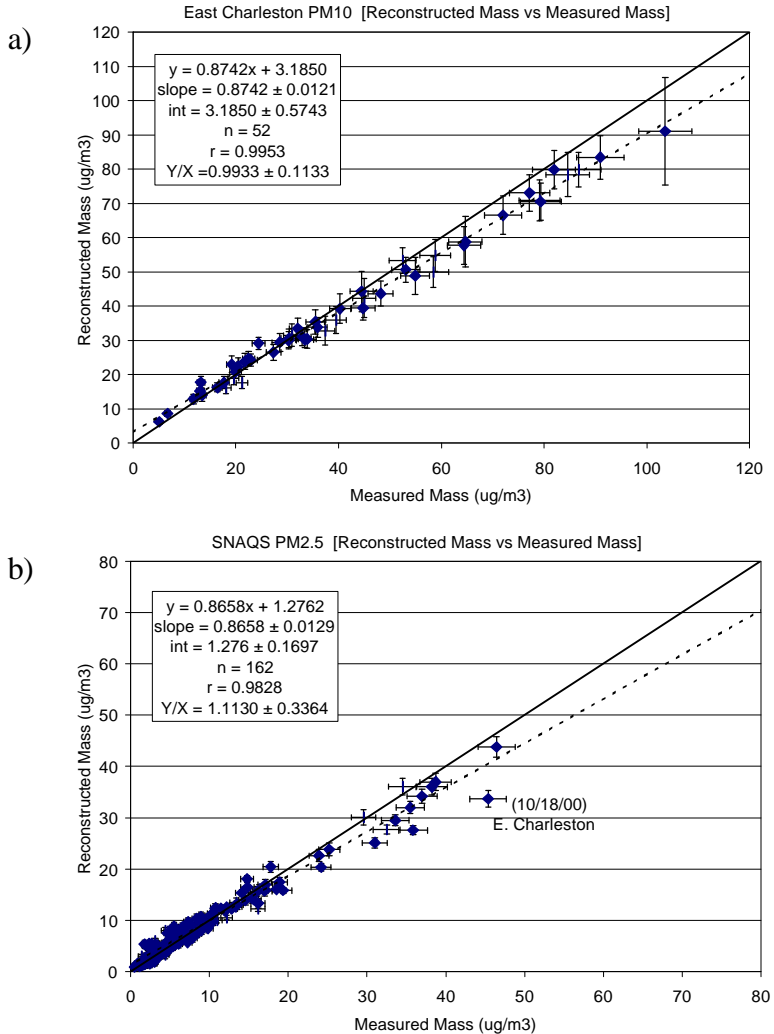 a)
East Charleston PM10 [Reconstructed Mass vs Measured Mass]
y = 0.8742x + 3.1850
slope = 0.8742 ± 0.0121
int = 3.1850 ± 0.5743
n = 52
r = 0.9953
Y/X =0.9933 ± 0.1133
Reconstructed Mass (ug/m3)
120
110
100
90
80
70
60
50
40
30
20
10
0
0 20 40 60 80 100 120
Measured Mass (ug/m3)
b)
SNAQS PM2.5 [Reconstructed Mass vs Measured Mass]
y = 0.8658x + 1.2762
slope = 0.8658 ± 0.0129
int = 1.276 ± 0.1697
n = 162
r = 0.9828
Y/X = 1.1130 ± 0.3364
(10/18/00)
E. Charleston
Reconstructed Mass (ug/m3)
80
70
60
50
40
30
20
10
0
0 10 20 30 40 50 60 70 80
Measured Mass (ug/m3)